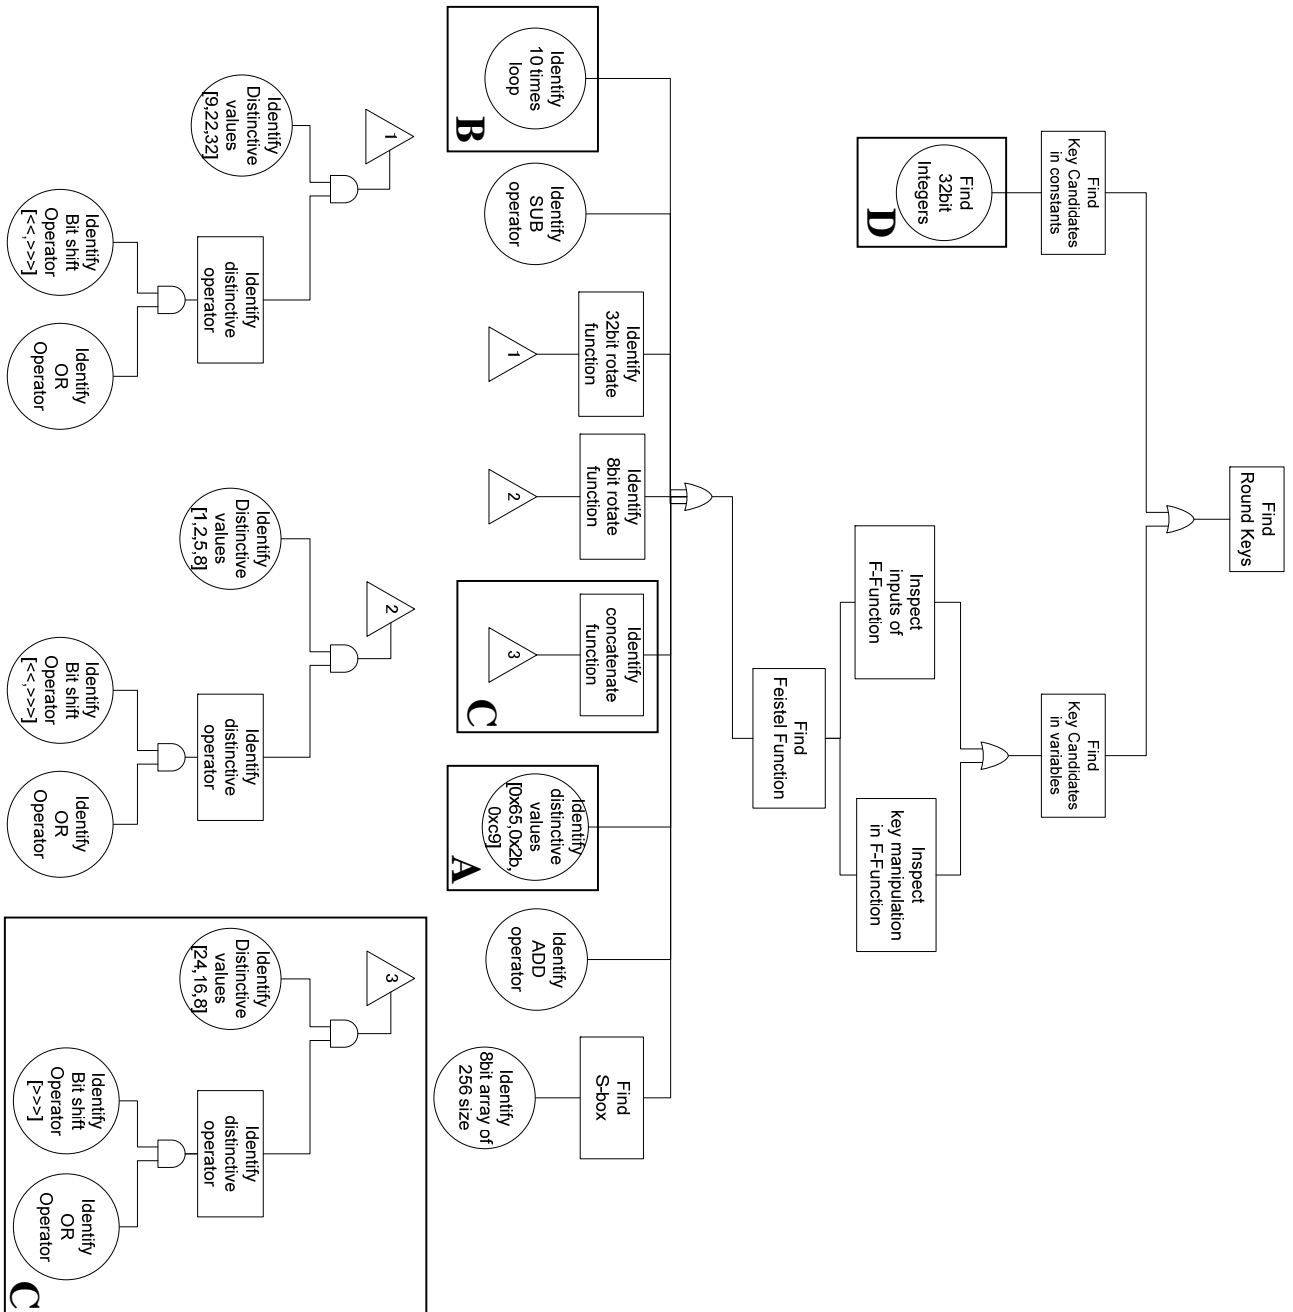 Find
Round Keys
Find
Key Candidates
in constants
Find
Key Candidates
in variables
Find
32bit
Integers
D
Inspect
inputs of
F-Function
Inspect
key manipulation
in F-Function
Find
Feistel Function
Identify
10 times
loop
B
Identify
SUB
operator
Identify
32bit rotate
function
1
Identify
8bit rotate
function
2
Identify
concatenate
function
3
C
Identify
distinctive
values
[0x65,0x2b,
0xc9]
A
Identify
ADD
operator
Find
S-box
Identify
8bit array of
256 size
1
Identify
Distinctive
values
[9,22,32]
Identify
distinctive
operator
Identify
Bit shift
Operator
[<<,>>>]
Identify
OR
Operator
2
Identify
Distinctive
values
[1,2,5,8]
Identify
distinctive
operator
Identify
Bit shift
Operator
[<<,>>>]
Identify
OR
Operator
3
Identify
Distinctive
values
[24,16,8]
Identify
distinctive
operator
Identify
Bit shift
Operator
[>>>]
Identify
OR
Operator
C